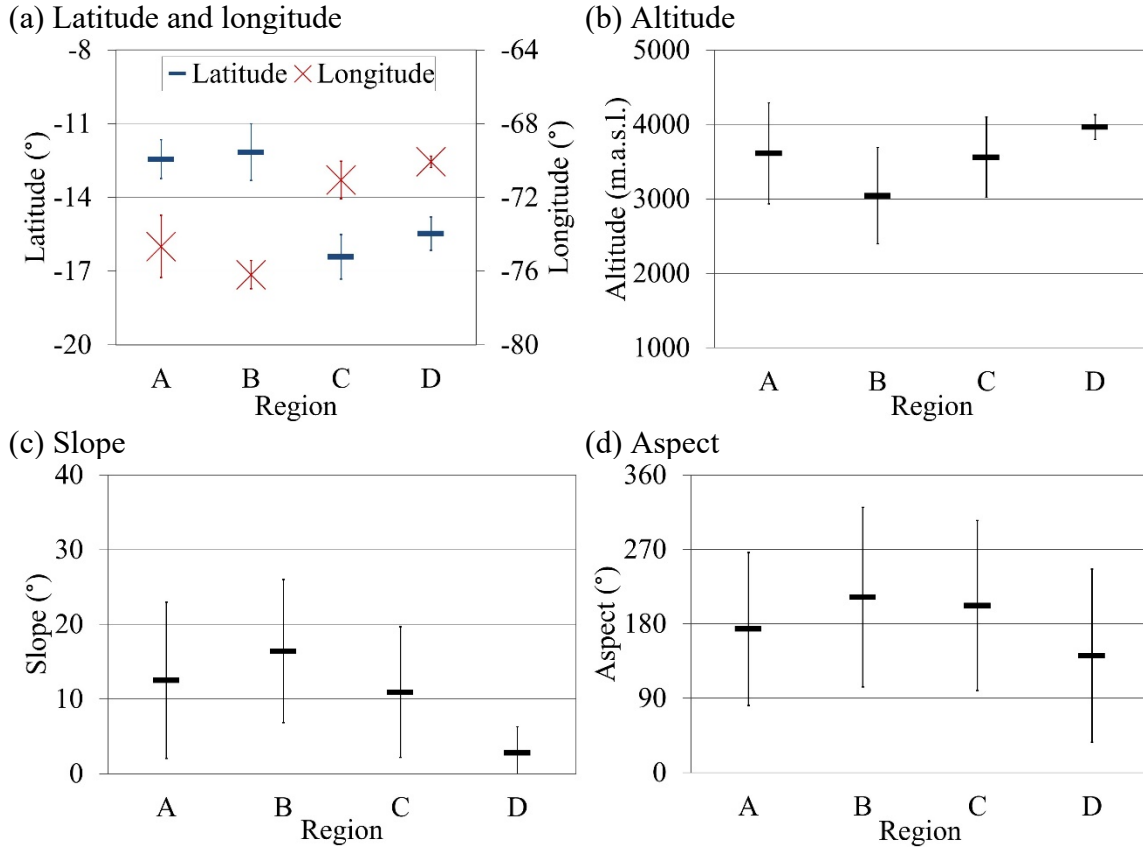 (a) Latitude and longitude
-8
-11
-14
-17
-20
Latitude (°)
Latitude Longitude
-64
-68
-72
-76
-80
Longitude (°)
A B C D
Region
(b) Altitude
5000
4000
3000
2000
1000
Altitude (m.a.s.l.)
A B C D
Region
(c) Slope
40
30
20
10
0
Slope (°)
A B C D
Region
(d) Aspect
360
270
180
90
0
Aspect (°)
A B C D
Region